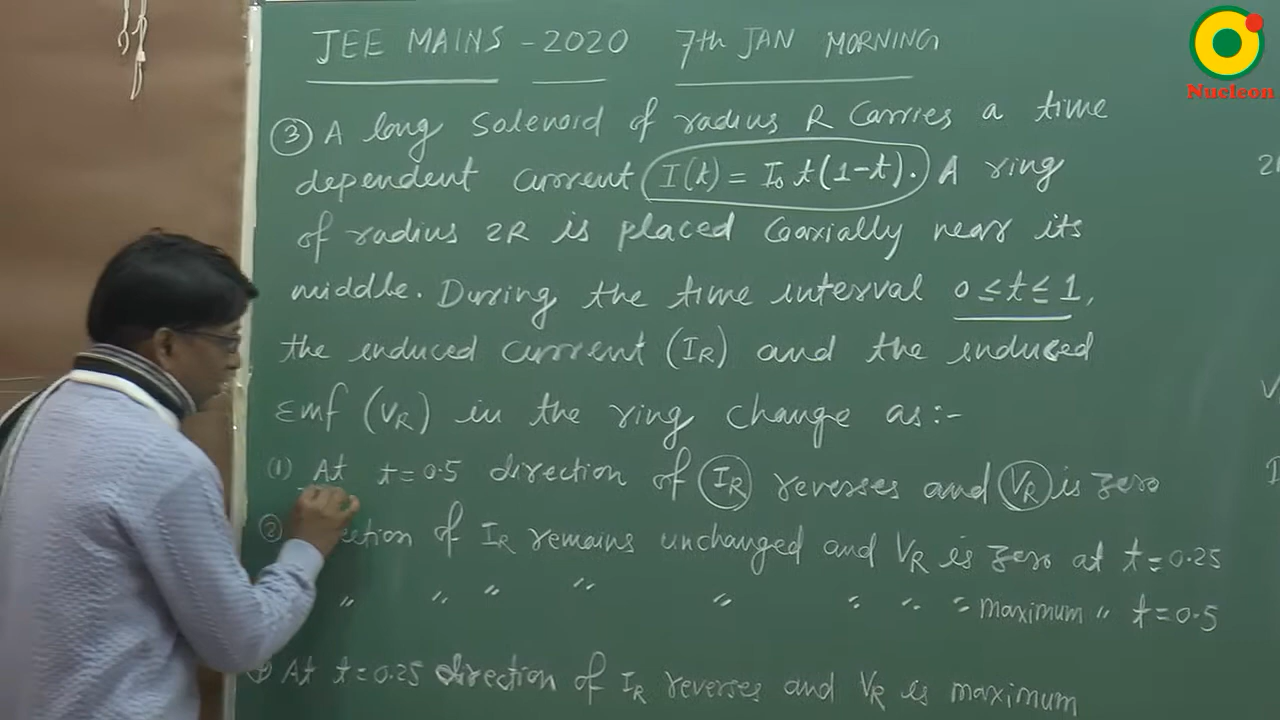 JEE MAINS - 2020 7th JAN MORNING
Nucleon
③ A long Solenoid of radius R Carries a time
dependent current I(t) = I₀ t(1-t). A ring
of radius 2R is placed Coaxially near its
middle. During the time interval 0 ≤ t ≤ 1,
the induced current (I_R) and the induced
Emf (V_R) in the ring change as:-
(1) At t = 0.5 direction of I_R reverses and V_R is zero
② of I_R remains unchanged and V_R is zero at t = 0.25
" " " " " " " " maximum " t = 0.5
At t = 0.25 direction of I_R reverses and V_R is maximum